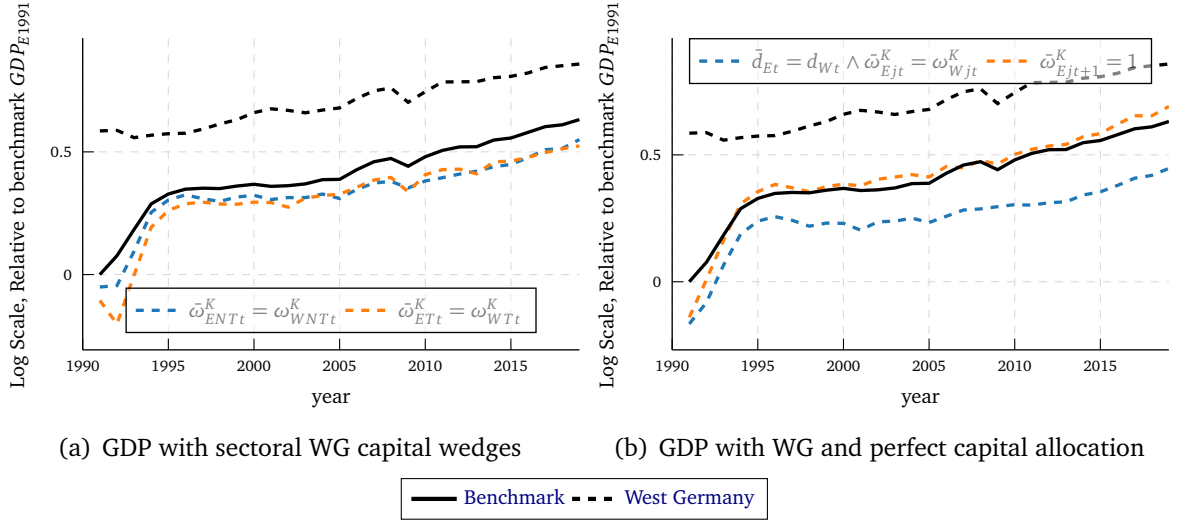 Log Scale, Relative to benchmark GDP_{E1991}
0.5
0
1990
1995
2000
2005
2010
2015
year
ω̄^K_{ENTt} = ω^K_{WNTt}
ω̄^K_{ETt} = ω^K_{WTt}
(a) GDP with sectoral WG capital wedges
Log Scale, Relative to benchmark GDP_{E1991}
0.5
0
1990
1995
2000
2005
2010
2015
year
d̄_{Et} = d_{Wt} ∧ ω̄^K_{Ejt} = ω^K_{Wjt}
ω̄^K_{Ejt+1} = 1
(b) GDP with WG and perfect capital allocation
Benchmark
West Germany